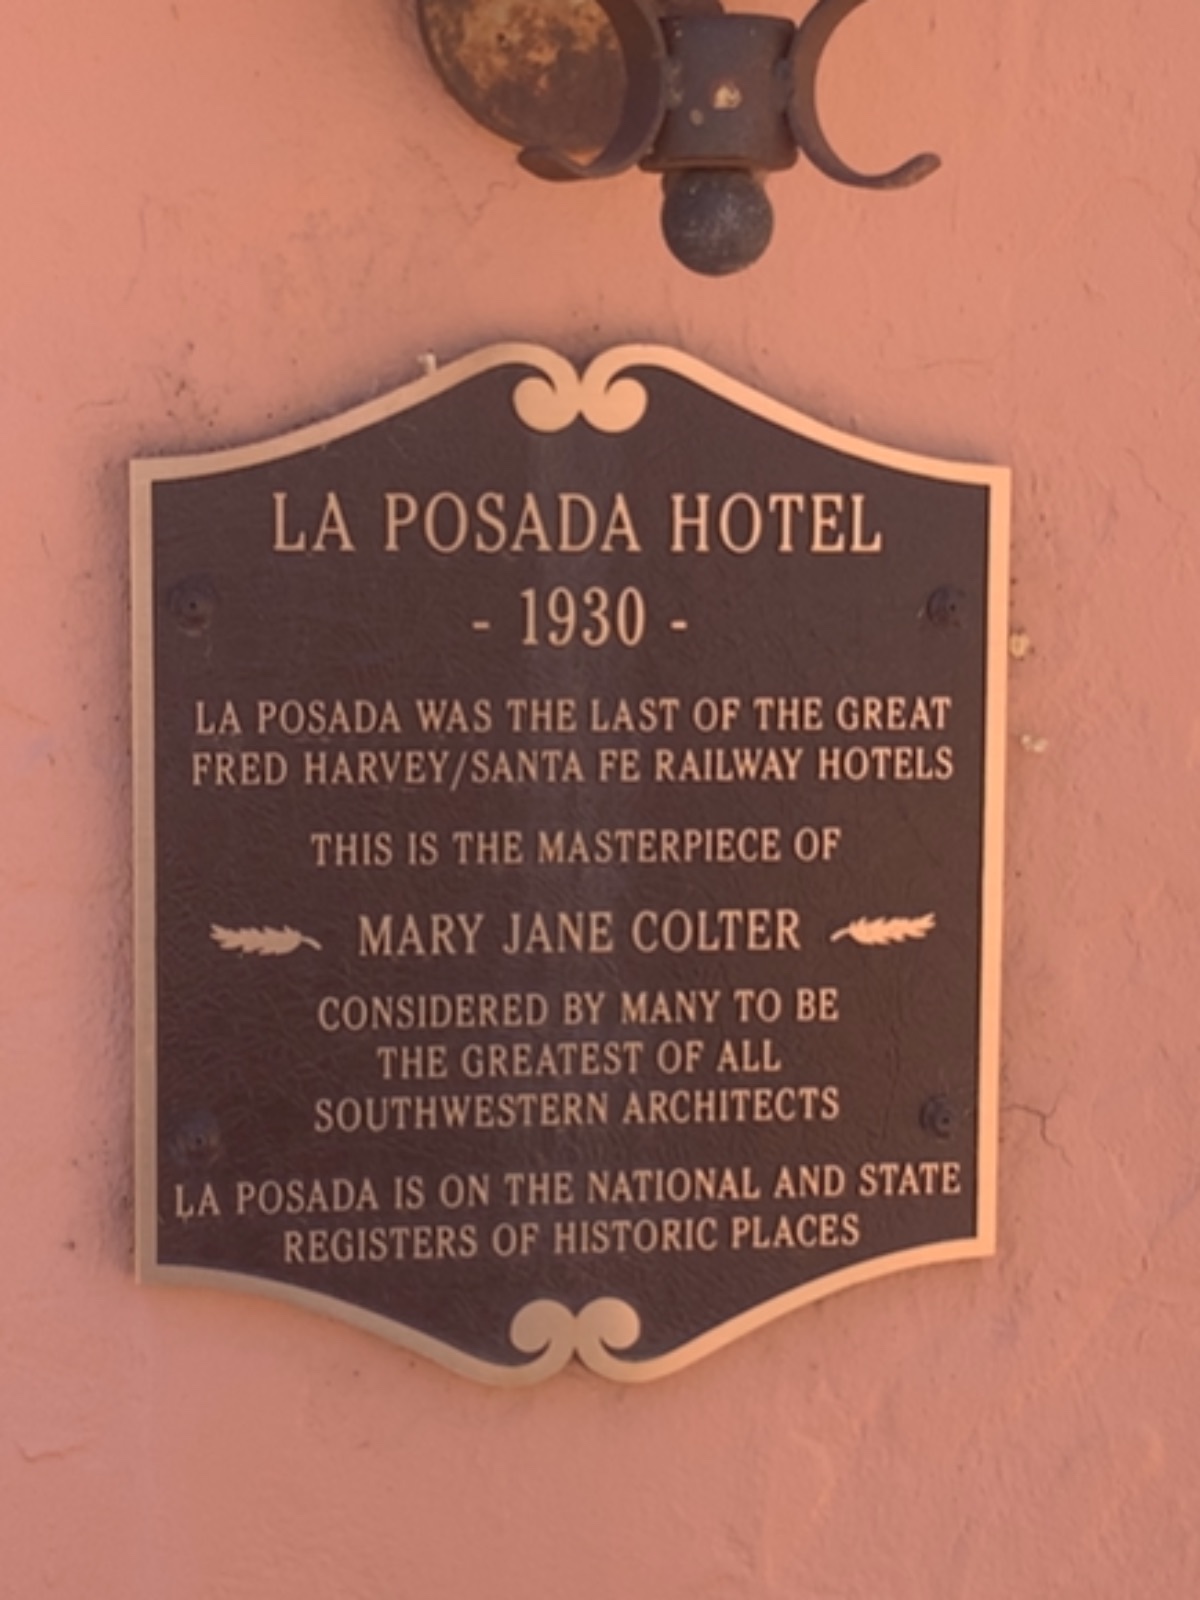 LA POSADA HOTEL
- 1930 -
LA POSADA WAS THE LAST OF THE GREAT
FRED HARVEY/SANTA FE RAILWAY HOTELS
THIS IS THE MASTERPIECE OF
MARY JANE COLTER
CONSIDERED BY MANY TO BE
THE GREATEST OF ALL
SOUTHWESTERN ARCHITECTS
LA POSADA IS ON THE NATIONAL AND STATE
REGISTERS OF HISTORIC PLACES